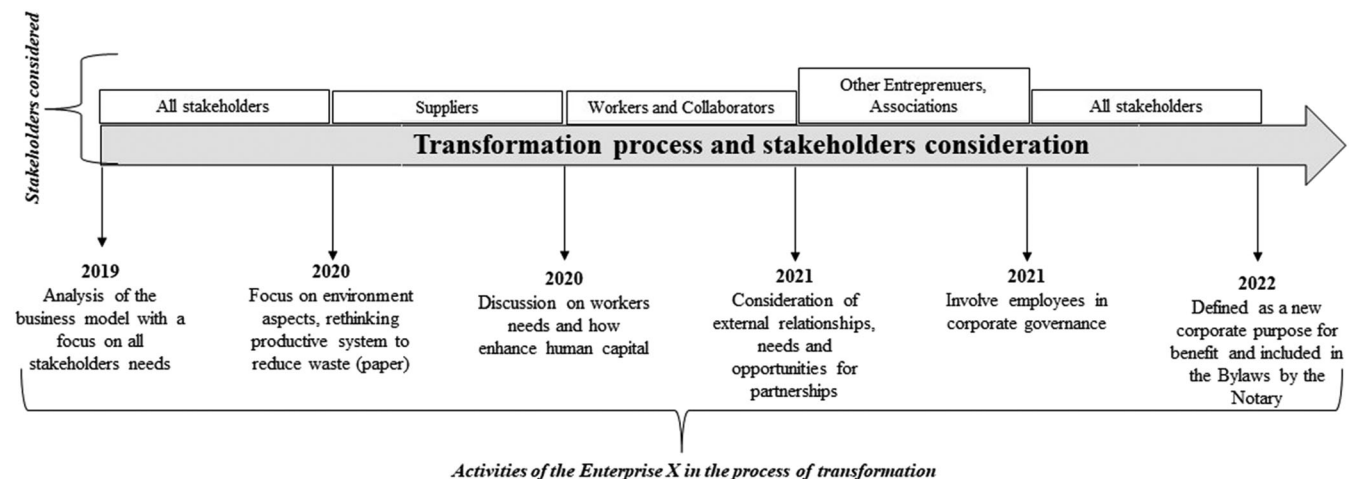 Stakeholders considered
All stakeholders
Suppliers
Workers and Collaborators
Other Entreprenuers,
Associations
All stakeholders
Transformation process and stakeholders consideration
2019
Analysis of the
business model with a
focus on all
stakeholders needs
2020
Focus on environment
aspects, rethinking
productive system to
reduce waste (paper)
2020
Discussion on workers
needs and how
enhance human capital
2021
Consideration of
external relationships,
needs and
opportunities for
partnerships
2021
Involve employees in
corporate governance
2022
Defined as a new
corporate purpose for
benefit and included in
the Bylaws by the
Notary
Activities of the Enterprise X in the process of transformation